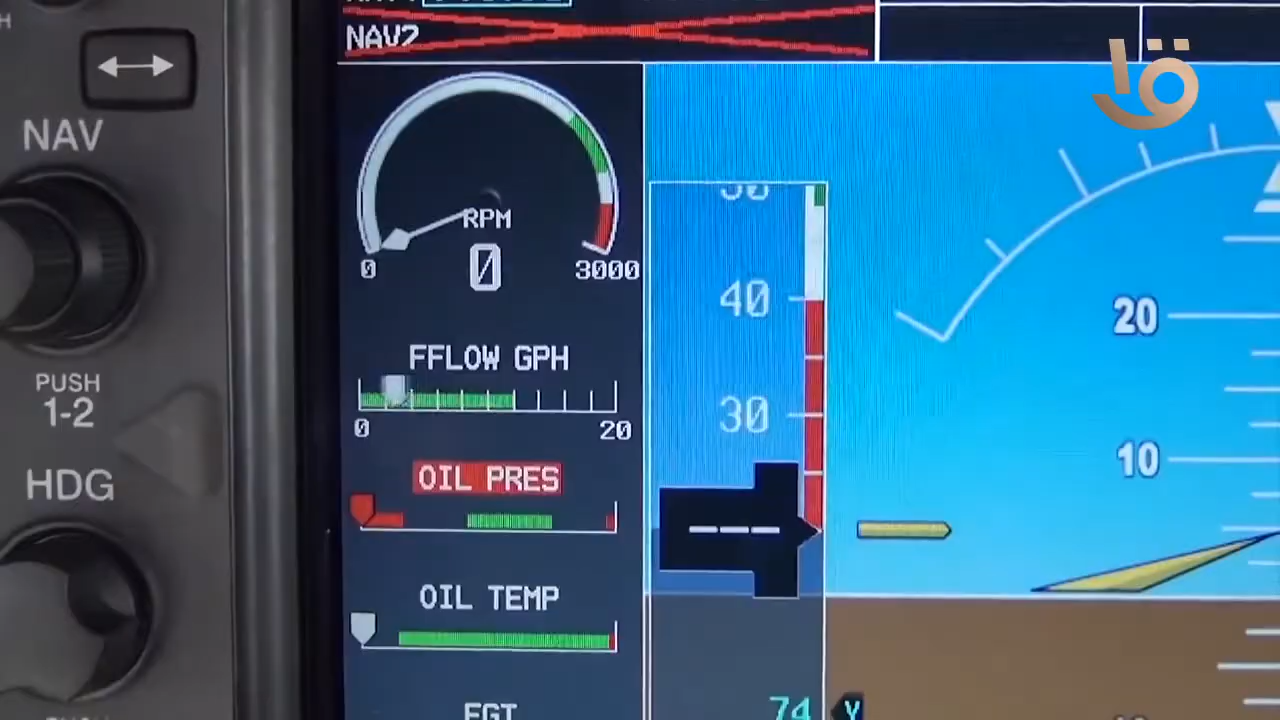 NAV2
NAV
PUSH
1-2
HDG
RPM
0
0
3000
FFLOW GPH
0
20
OIL PRES
OIL TEMP
EGT
40
30
---
74
Y
20
10